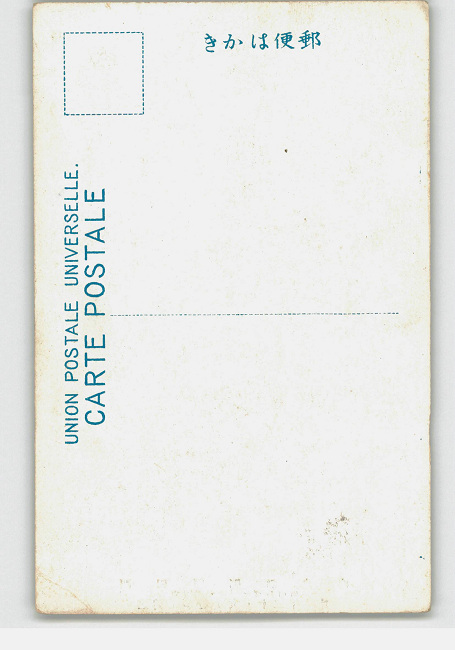 郵便はかき
UNION POSTALE UNIVERSELLE.
CARTE POSTALE